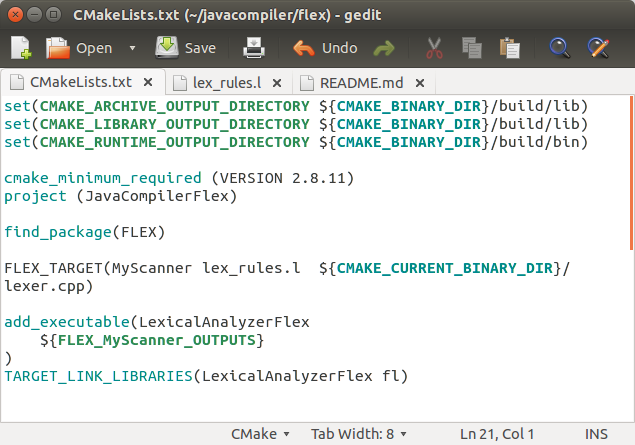 CMakeLists.txt (~/javacompiler/flex) - gedit
Open Save Undo
CMakeLists.txt × lex_rules.l × README.md ×
set(CMAKE_ARCHIVE_OUTPUT_DIRECTORY ${CMAKE_BINARY_DIR}/build/lib)
set(CMAKE_LIBRARY_OUTPUT_DIRECTORY ${CMAKE_BINARY_DIR}/build/lib)
set(CMAKE_RUNTIME_OUTPUT_DIRECTORY ${CMAKE_BINARY_DIR}/build/bin)
cmake_minimum_required (VERSION 2.8.11)
project (JavaCompilerFlex)
find_package(FLEX)
FLEX_TARGET(MyScanner lex_rules.l  ${CMAKE_CURRENT_BINARY_DIR}/
lexer.cpp)
add_executable(LexicalAnalyzerFlex
    ${FLEX_MyScanner_OUTPUTS}
)
TARGET_LINK_LIBRARIES(LexicalAnalyzerFlex fl)
CMake Tab Width: 8 Ln 21, Col 1 INS